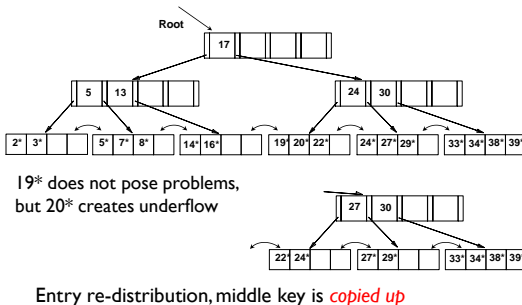 Root
17
5 13 24 30
2* 3* 5* 7* 8* 14* 16* 19* 20* 22* 24* 27* 29* 33* 34* 38* 39*
19* does not pose problems,
but 20* creates underflow
27 30
22* 24* 27* 29* 33* 34* 38* 39*
Entry re-distribution, middle key is copied up